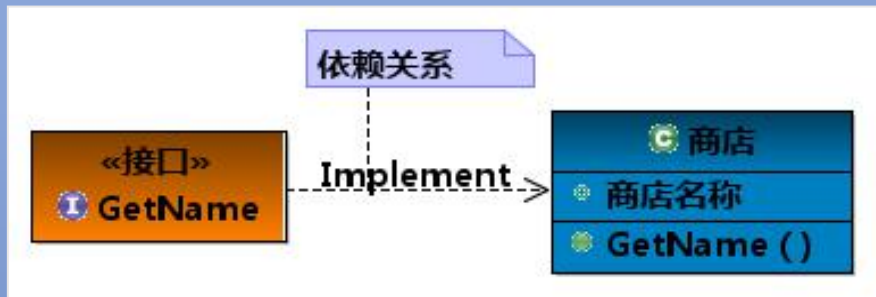 依赖关系
«接口»
I GetName
Implement
C 商店
商店名称
GetName ( )